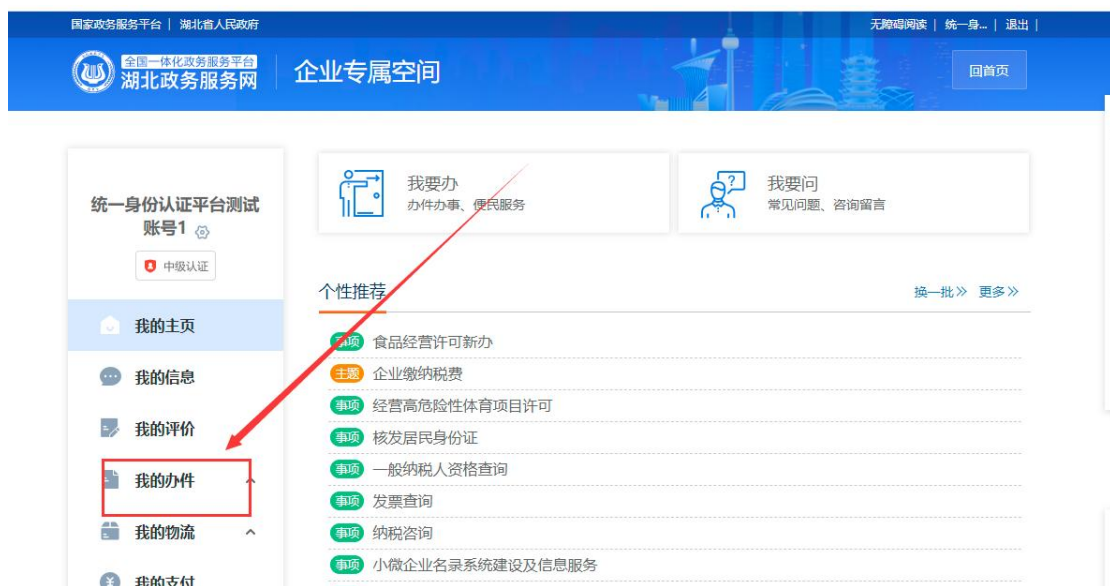 国家政务服务平台 | 湖北省人民政府
无障碍阅读 | 统一身... | 退出 |
全国一体化政务服务平台
湖北政务服务网
企业专属空间
回首页
统一身份认证平台测试
账号1
中级认证
我的主页
我的信息
我的评价
我的办件
我的物流
我的支付
我要办
办件办事、便民服务
我要问
常见问题、咨询留言
个性推荐
换一批》 更多》
事项 食品经营许可新办
主题 企业缴纳税费
事项 经营高危险性体育项目许可
事项 核发居民身份证
事项 一般纳税人资格查询
事项 发票查询
事项 纳税咨询
事项 小微企业名录系统建设及信息服务